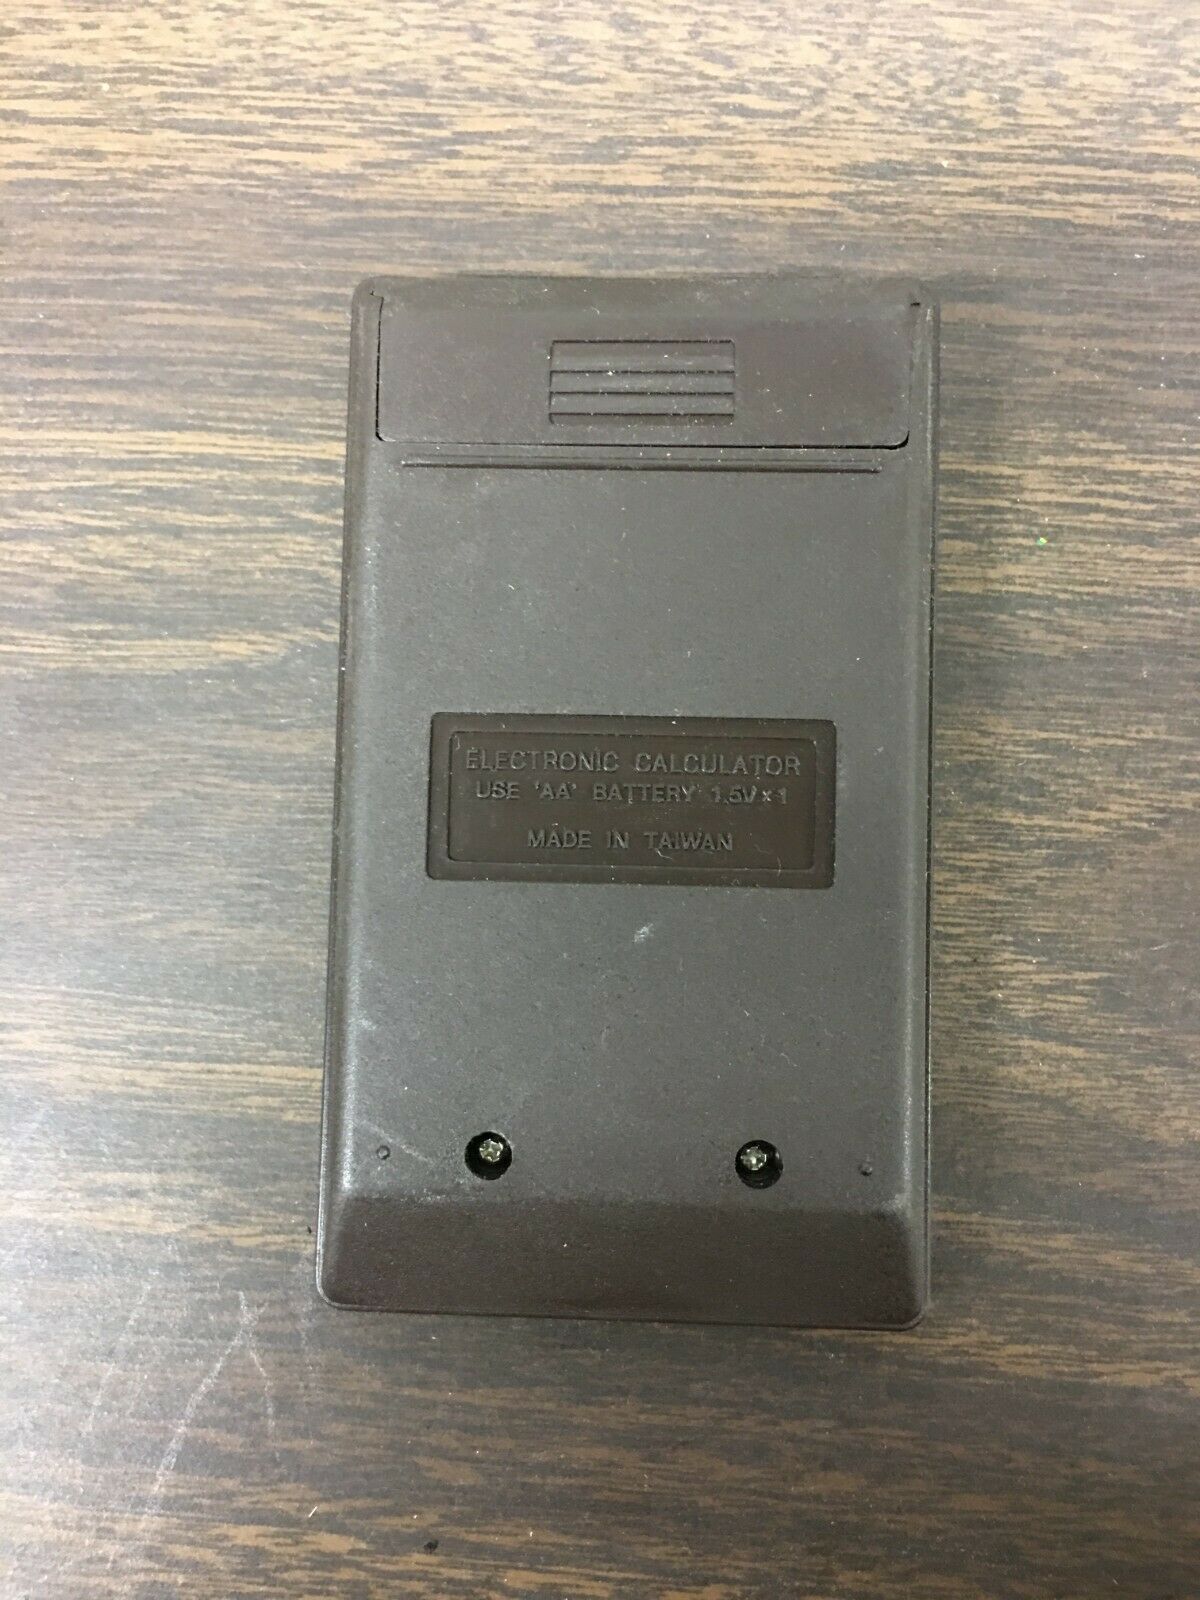 ELECTRONIC CALCULATOR
USE 'AA' BATTERY 1.5V×1
MADE IN TAIWAN